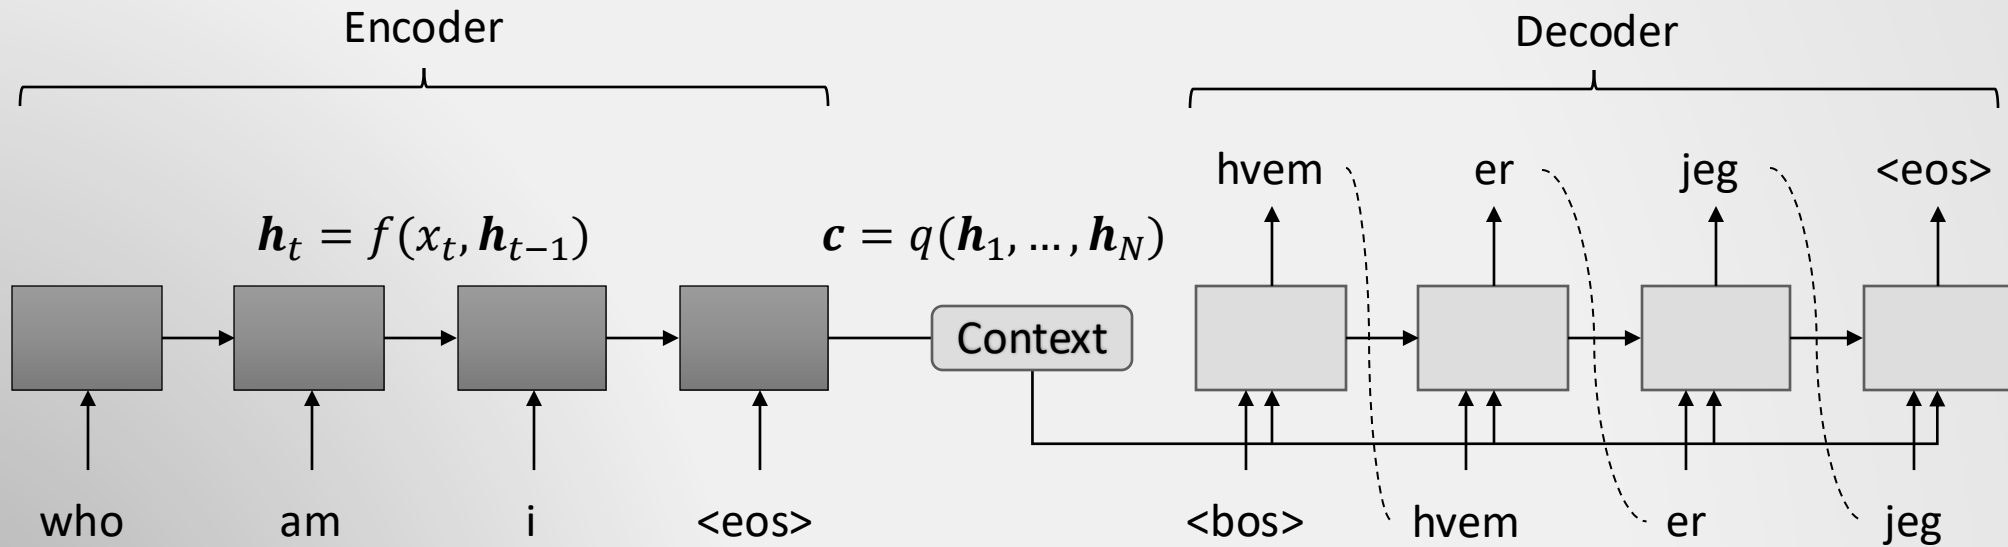 Encoder
Decoder
hvem er jeg <eos>
𝒉ₜ = f(xₜ, 𝒉ₜ₋₁)
𝒄 = q(𝒉₁, …, 𝒉_N)
Context
who am i <eos>
<bos> hvem er jeg